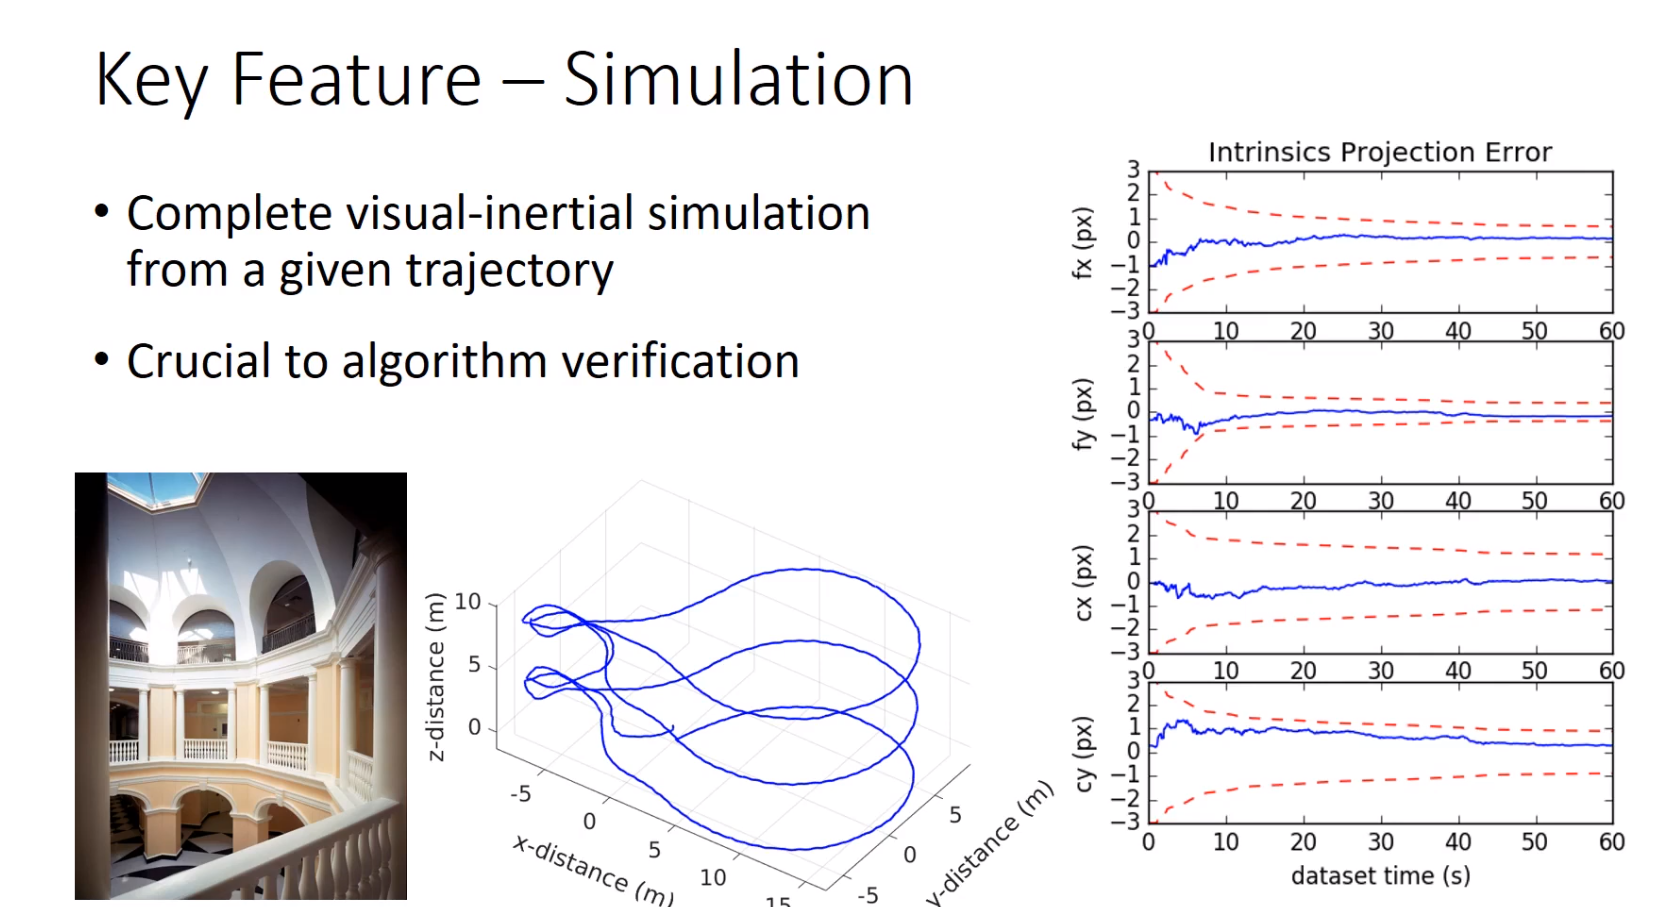 Key Feature – Simulation
• Complete visual-inertial simulation
from a given trajectory
• Crucial to algorithm verification
z-distance (m)
10
5
0
-5
0
5
10
15
x-distance (m)
-5
0
5
y-distance (m)
Intrinsics Projection Error
fx (px)
3
2
1
0
−1
−2
−3
0 10 20 30 40 50 60
fy (px)
3
2
1
0
−1
−2
−3
0 10 20 30 40 50 60
cx (px)
3
2
1
0
−1
−2
−3
0 10 20 30 40 50 60
cy (px)
3
2
1
0
−1
−2
−3
0 10 20 30 40 50 60
dataset time (s)